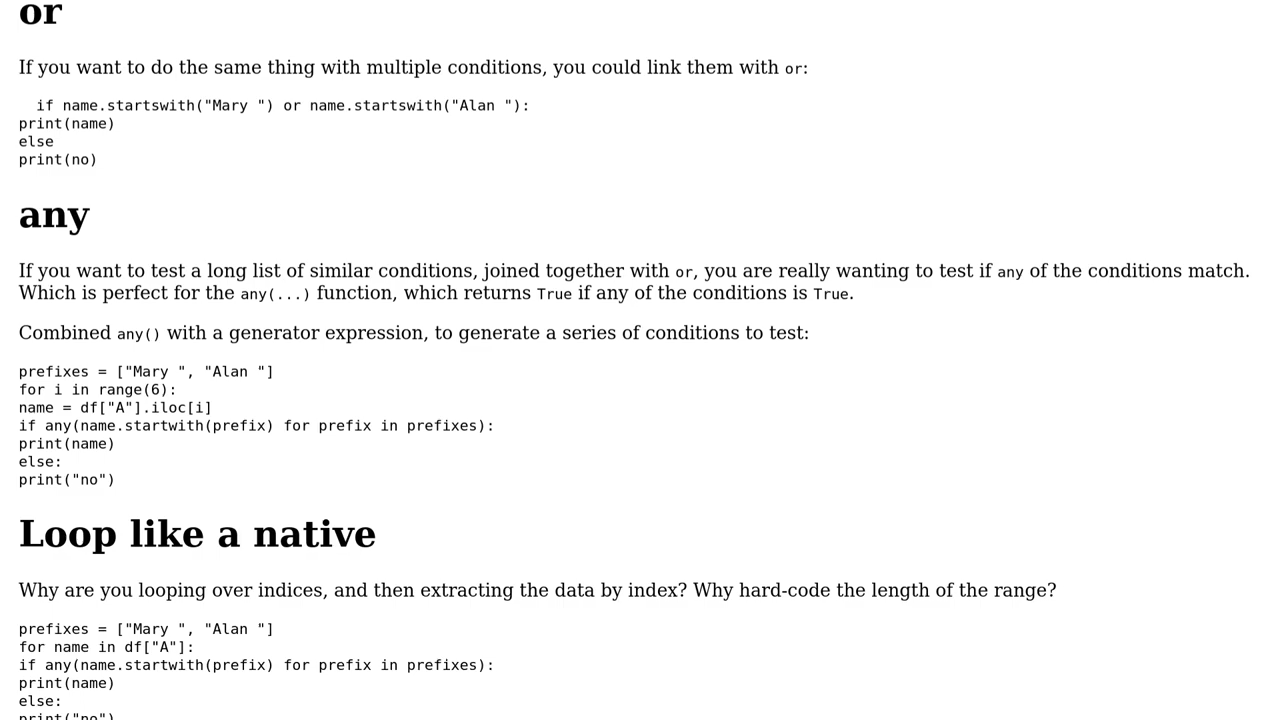 or
If you want to do the same thing with multiple conditions, you could link them with or:
  if name.startswith("Mary ") or name.startswith("Alan "):
print(name)
else
print(no)
any
If you want to test a long list of similar conditions, joined together with or, you are really wanting to test if any of the conditions match.
Which is perfect for the any(...) function, which returns True if any of the conditions is True.
Combined any() with a generator expression, to generate a series of conditions to test:
prefixes = ["Mary ", "Alan "]
for i in range(6):
name = df["A"].iloc[i]
if any(name.startwith(prefix) for prefix in prefixes):
print(name)
else:
print("no")
Loop like a native
Why are you looping over indices, and then extracting the data by index? Why hard-code the length of the range?
prefixes = ["Mary ", "Alan "]
for name in df["A"]:
if any(name.startwith(prefix) for prefix in prefixes):
print(name)
else:
print("no")